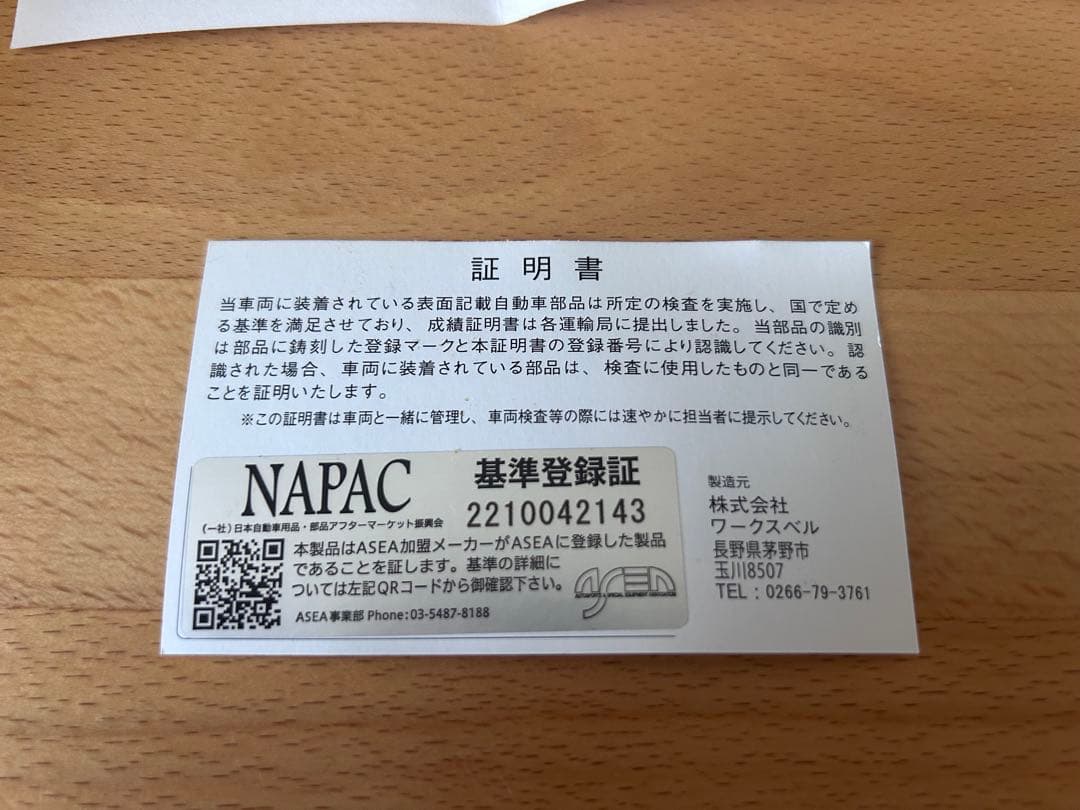 証明書
当車両に装着されている表面記載自動車部品は所定の検査を実施し、国で定め
る基準を満足させており、成績証明書は各運輸局に提出しました。当部品の識別
は部品に鋳刻した登録マークと本証明書の登録番号により認識してください。認
識された場合、車両に装着されている部品は、検査に使用したものと同一である
ことを証明いたします。
※この証明書は車両と一緒に管理し、車両検査等の際には速やかに担当者に提示してください。
NAPAC
(一社)日本自動車用品・部品アフターマーケット振興会
基準登録証
2210042143
本製品はASEA加盟メーカーがASEAに登録した製品
であることを証します。基準の詳細に
ついては左記QRコードから御確認下さい。
ASEA事業部 Phone:03-5487-8188
ASEA
AUTOSPORTS & SPECIAL EQUIPMENT ASSOCIATION
製造元
株式会社
ワークスベル
長野県茅野市
玉川8507
TEL:0266-79-3761